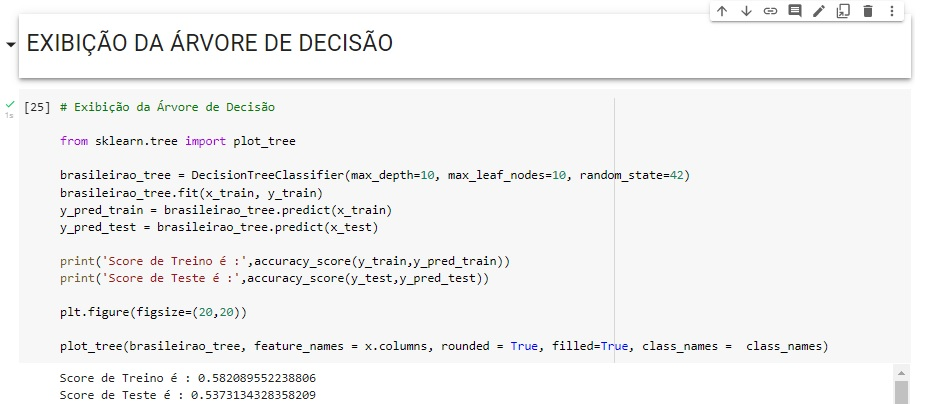 EXIBIÇÃO DA ÁRVORE DE DECISÃO
[25] # Exibição da Árvore de Decisão
1s
from sklearn.tree import plot_tree
brasileirao_tree = DecisionTreeClassifier(max_depth=10, max_leaf_nodes=10, random_state=42)
brasileirao_tree.fit(x_train, y_train)
y_pred_train = brasileirao_tree.predict(x_train)
y_pred_test = brasileirao_tree.predict(x_test)
print('Score de Treino é :',accuracy_score(y_train,y_pred_train))
print('Score de Teste é :',accuracy_score(y_test,y_pred_test))
plt.figure(figsize=(20,20))
plot_tree(brasileirao_tree, feature_names = x.columns, rounded = True, filled=True, class_names =  class_names)
Score de Treino é : 0.582089552238806
Score de Teste é : 0.5373134328358209